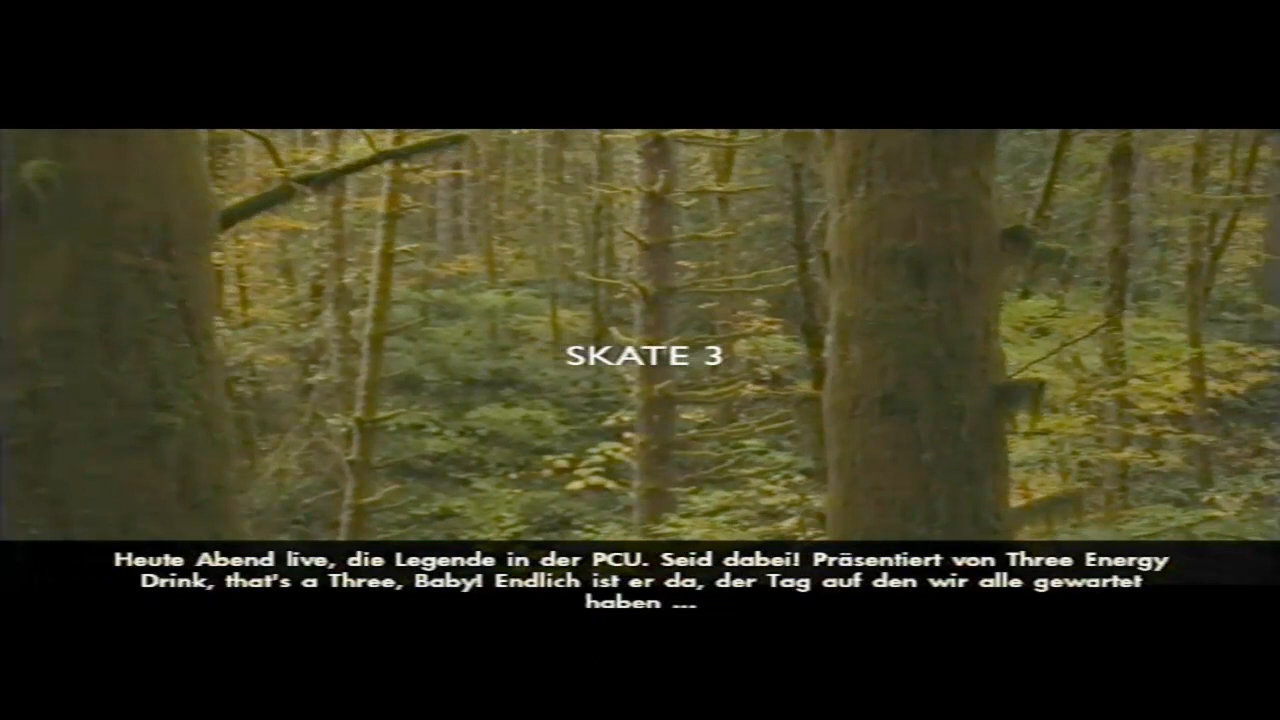 SKATE 3
Heute Abend live, die Legende in der PCU. Seid dabei! Präsentiert von Three Energy
Drink, that's a Three, Baby! Endlich ist er da, der Tag auf den wir alle gewartet
haben ...